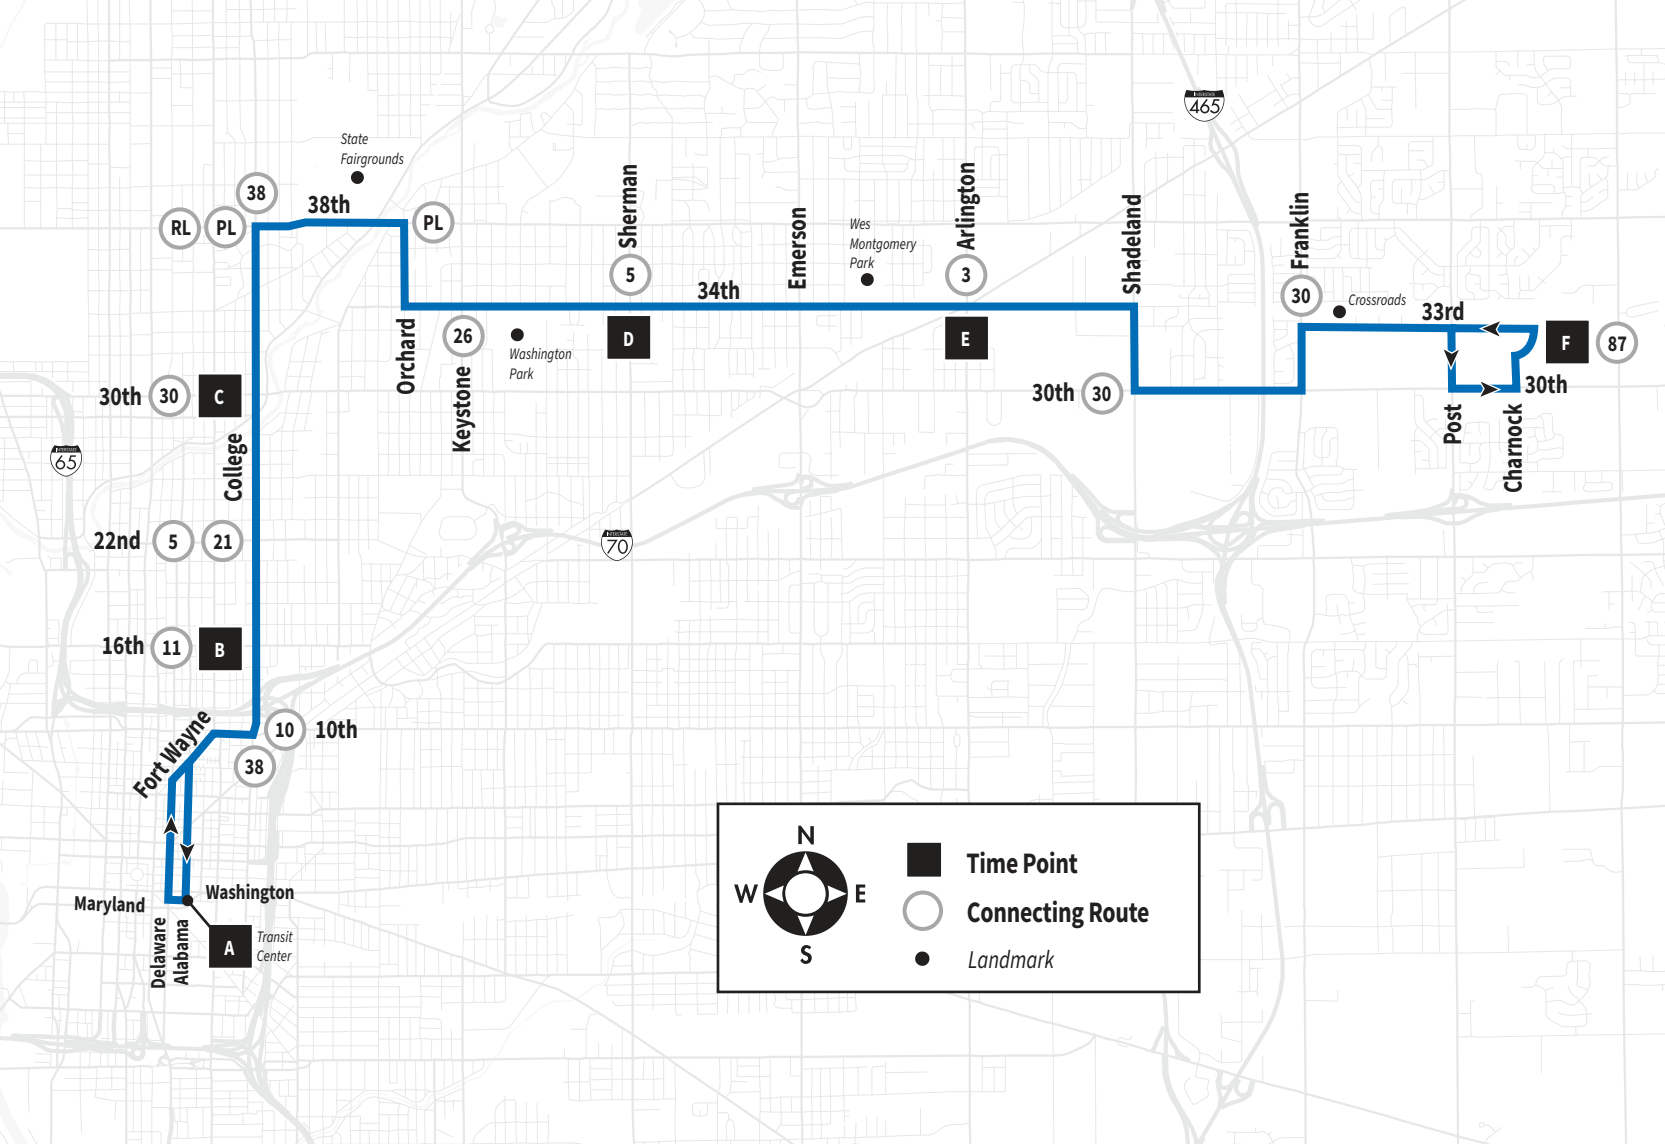 INTERSTATE
465
State
Fairgrounds
38
38th
RL
PL
PL
Sherman
5
Emerson
Wes
Montgomery
Park
Arlington
3
Shadeland
Franklin
30
Crossroads
34th
33rd
Orchard
26
Keystone
Washington
Park
D
E
F
87
30th
30
C
30th
30
30th
Post
Charnock
College
INTERSTATE
65
22nd
5
21
INTERSTATE
70
16th
11
B
Fort Wayne
10
10th
38
Maryland
Washington
Delaware
Alabama
A
Transit
Center
N
W
E
S
Time Point
Connecting Route
Landmark